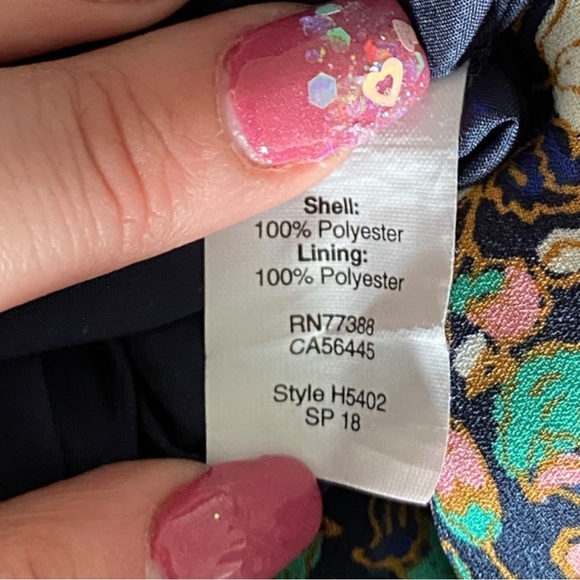 Shell:
100% Polyester
Lining:
100% Polyester
RN77388
CA56445
Style H5402
SP 18